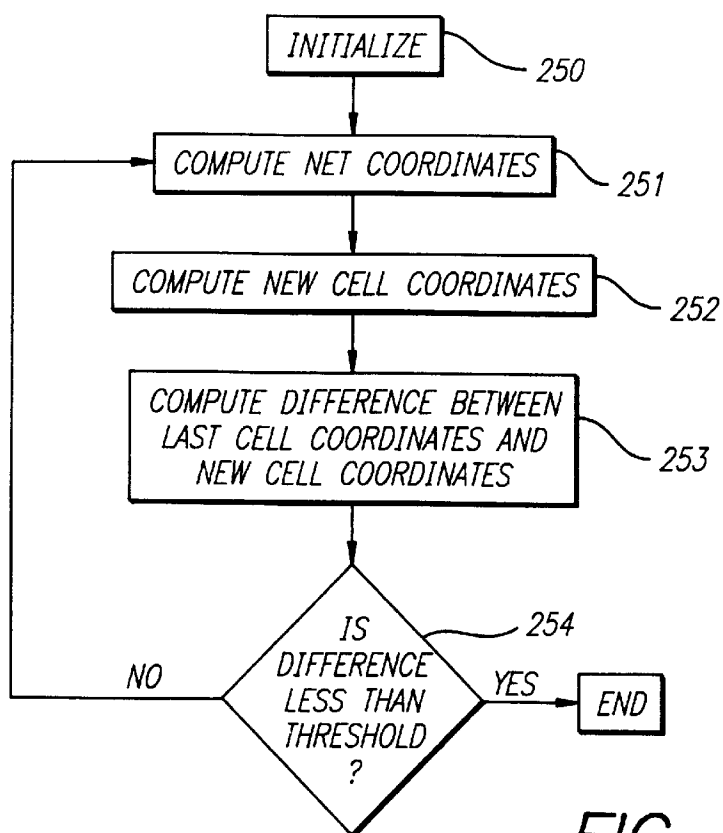 INITIALIZE
250
COMPUTE NET COORDINATES
251
COMPUTE NEW CELL COORDINATES
252
COMPUTE DIFFERENCE BETWEEN
LAST CELL COORDINATES AND
NEW CELL COORDINATES
253
IS
DIFFERENCE
LESS THAN
THRESHOLD
?
254
NO
YES
END
FIG